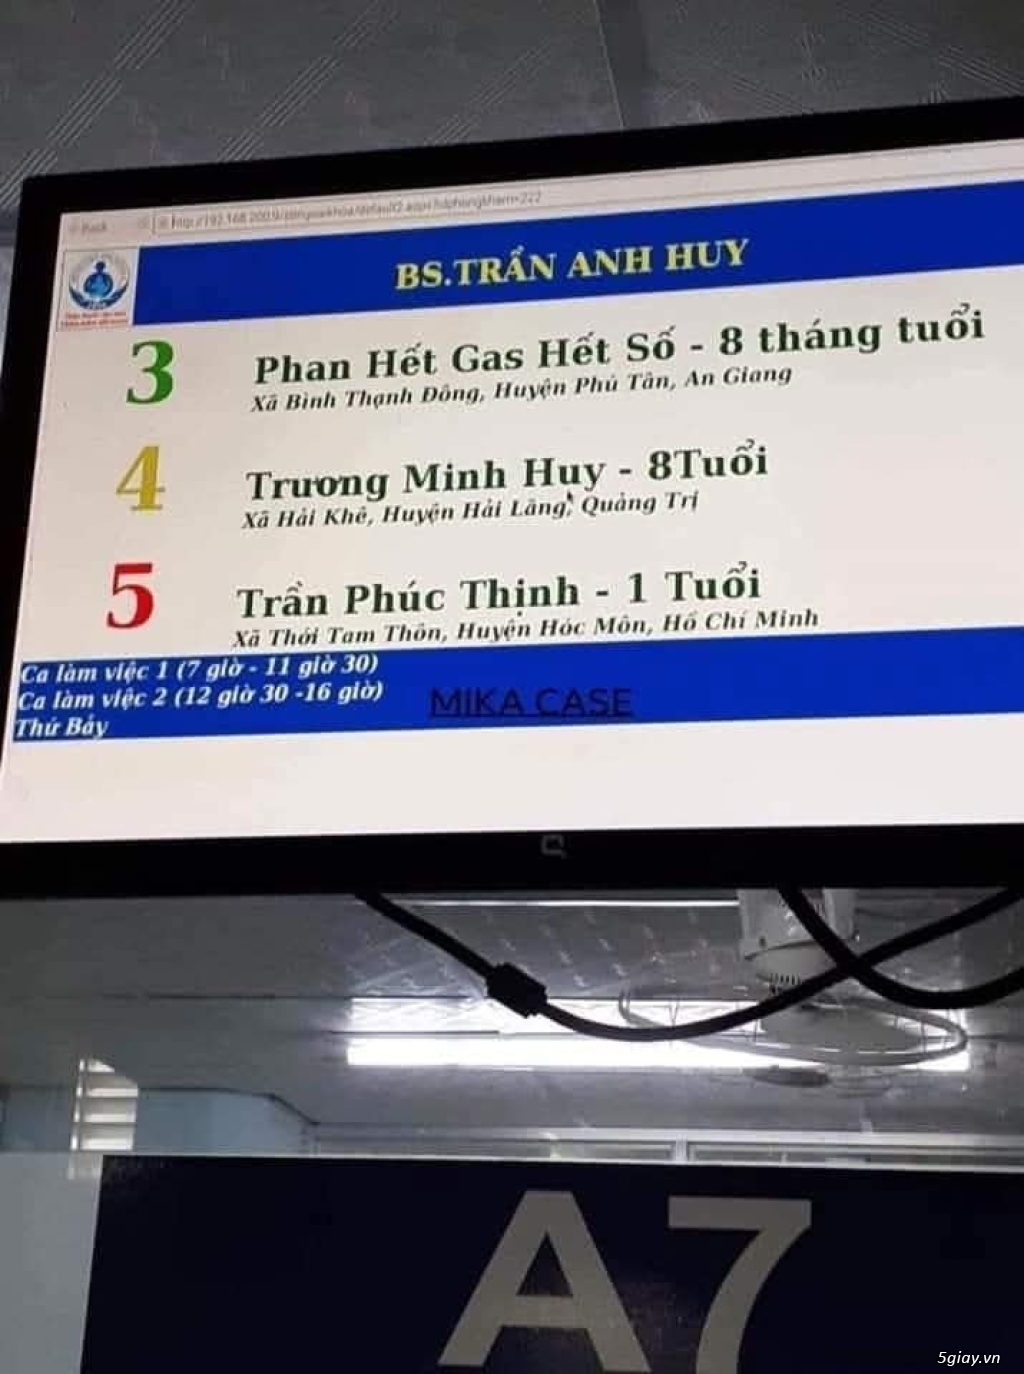 Back
BS.TRẦN ANH HUY
3 Phan Hết Gas Hết Số - 8 tháng tuổi
Xã Bình Thạnh Đông, Huyện Phú Tân, An Giang
4 Trương Minh Huy - 8Tuổi
Xã Hải Khê, Huyện Hải Lăng, Quảng Trị
5 Trần Phúc Thịnh - 1 Tuổi
Xã Thới Tam Thôn, Huyện Hóc Môn, Hồ Chí Minh
Ca làm việc 1 (7 giờ - 11 giờ 30)
Ca làm việc 2 (12 giờ 30 -16 giờ)
MIKA CASE
Thứ Bảy
A7
5giay.vn